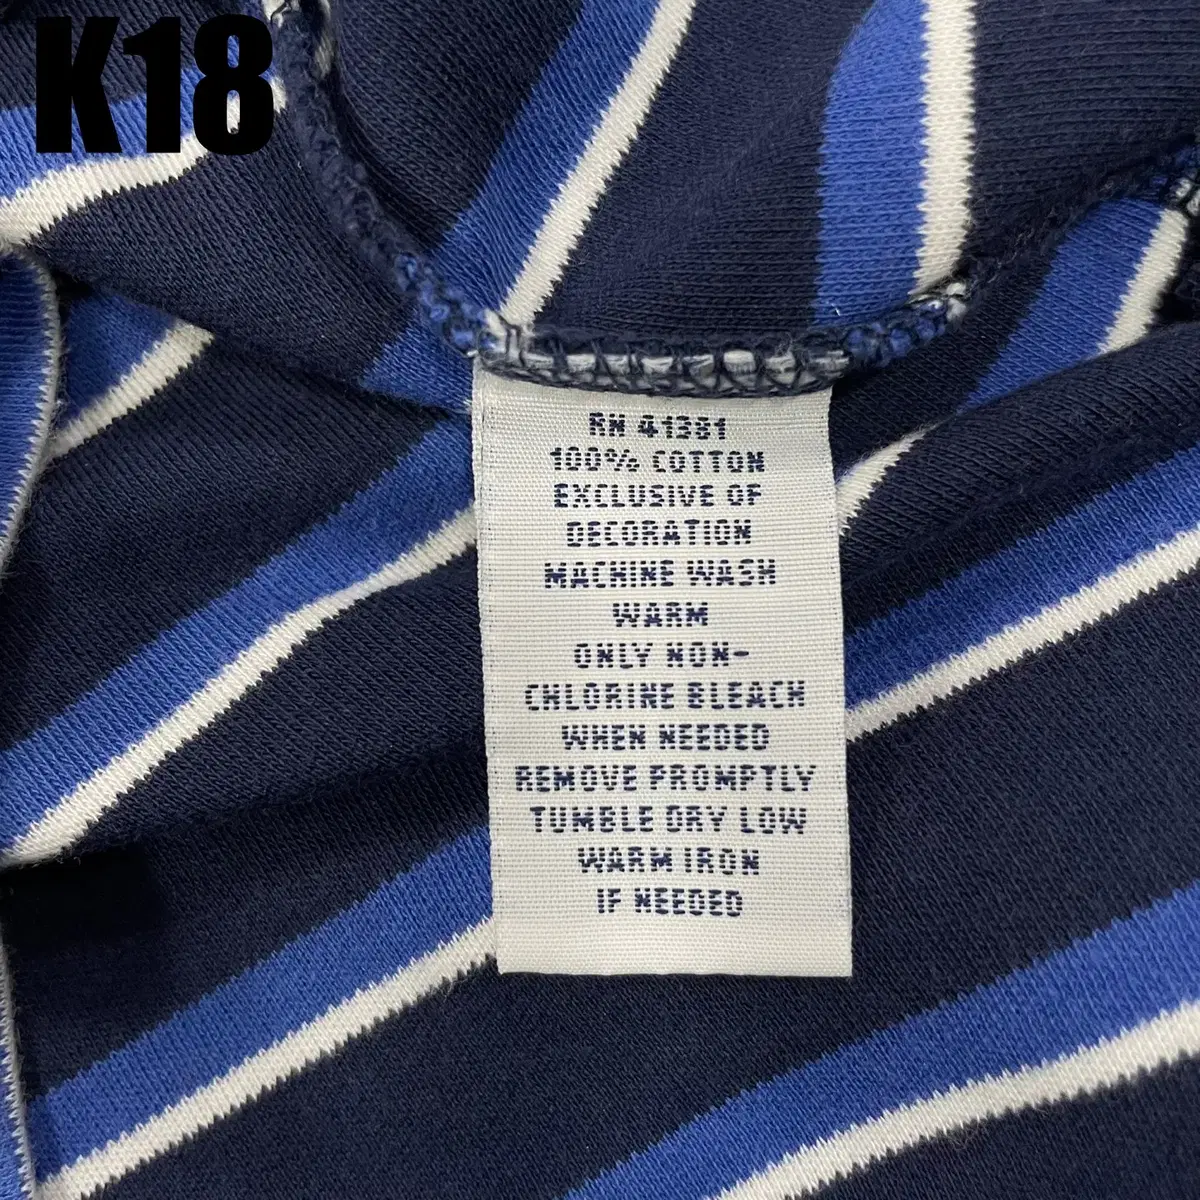 K18
RN 41381
100% COTTON
EXCLUSIVE OF
DECORATION
MACHINE WASH
WARM
ONLY NON-
CHLORINE BLEACH
WHEN NEEDED
REMOVE PROMPTLY
TUMBLE DRY LOW
WARM IRON
IF NEEDED